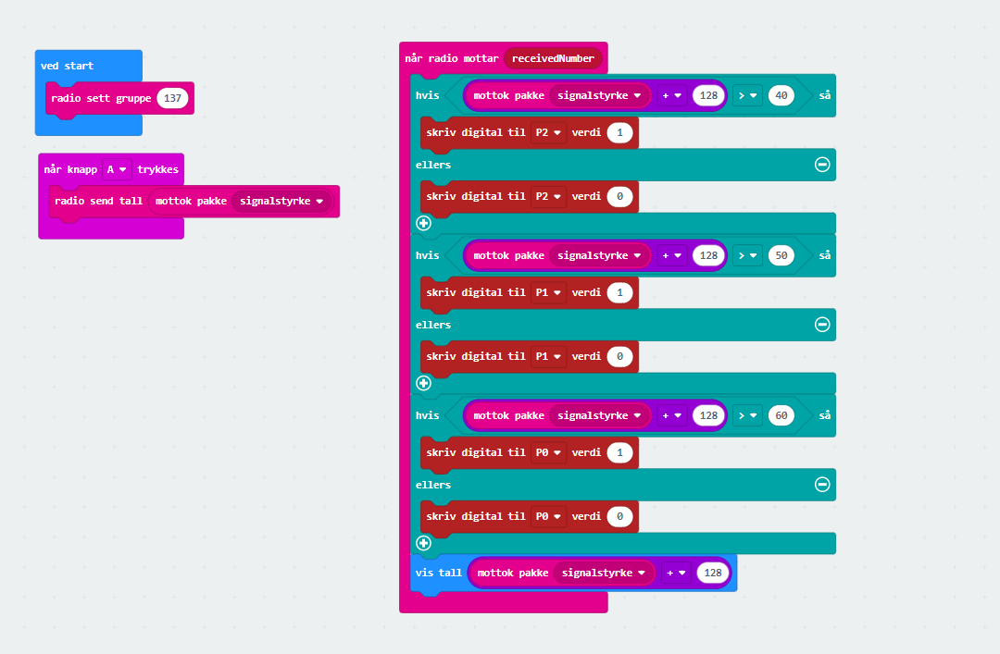 ved start
radio sett gruppe 137
når knapp A trykkes
radio send tall mottok pakke signalstyrke
når radio mottar receivedNumber
hvis mottok pakke signalstyrke + 128 > 40 så
skriv digital til P2 verdi 1
ellers
skriv digital til P2 verdi 0
hvis mottok pakke signalstyrke + 128 > 50 så
skriv digital til P1 verdi 1
ellers
skriv digital til P1 verdi 0
hvis mottok pakke signalstyrke + 128 > 60 så
skriv digital til P0 verdi 1
ellers
skriv digital til P0 verdi 0
vis tall mottok pakke signalstyrke + 128